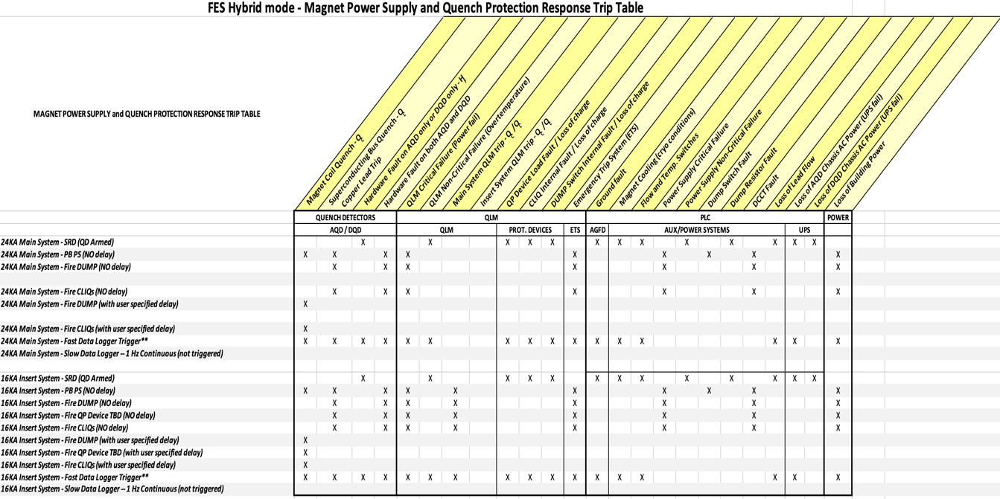 FES Hybrid mode - Magnet Power Supply and Quench Protection Response Trip Table
MAGNET POWER SUPPLY and QUENCH PROTECTION RESPONSE TRIP TABLE
Magnet Coil Quench - Qt
Superconducting Bus Quench - Qt
Copper Lead Trip
Hardware Fault on AQD only or DQD only - Ht
Hardware Fault on both AQD and DQD
QLM Critical Failure (Power fail)
QLM Non-Critical Failure (Overtemperature)
Main System QLM trip - Qt /Qt
Insert System QLM trip - Qt /Qt
QP Device Load Fault / Loss of charge
CLIQ Internal Fault / Loss of charge
DUMP Switch Internal Fault / Loss of charge
Emergency Trip System (ETS)
Ground fault
Magnet Cooling (cryo conditions)
Flow and Temp. Switches
Power Supply Critical Failure
Power Supply Non-Critical Failure
Dump Switch Fault
Dump Resistor Fault
DCCT Fault
Loss of Lead Flow
Loss of AQD Chassis AC Power (UPS fail)
Loss of DQD Chassis AC Power (UPS fail)
Loss of Building Power
QUENCH DETECTORS QLM PLC POWER
AQD / DQD QLM PROT. DEVICES ETS AGFD AUX/POWER SYSTEMS UPS
24KA Main System - SRD (QD Armed) X X X X X X X X X X X X X
24KA Main System - PB PS (NO delay) X X X X X X X X X
24KA Main System - Fire DUMP (NO delay) X X X X X X X
24KA Main System - Fire CLIQs (NO delay) X X X X X X X
24KA Main System - Fire DUMP (with user specified delay) X
24KA Main System - Fire CLIQs (with user specified delay) X
24KA Main System - Fast Data Logger Trigger** X X X X X X X X X X X X X X X X
24KA Main System - Slow Data Logger -- 1 Hz Continuous (not triggered)
16KA Insert System - SRD (QD Armed) X X X X X X X X X X X X X
16KA Insert System - PB PS (NO delay) X X X X X X X X X X
16KA Insert System - Fire DUMP (NO delay) X X X X X X X X
16KA Insert System - Fire QP Device TBD (NO delay) X X X X X X X X
16KA Insert System - Fire CLIQs (NO delay) X X X X X X X X
16KA Insert System - Fire DUMP (with user specified delay) X
16KA Insert System - Fire QP Device TBD (with user specified delay) X
16KA Insert System - Fire CLIQs (with user specified delay) X
16KA Insert System - Fast Data Logger Trigger** X X X X X X X X X X X X X X X X X
16KA Insert System - Slow Data Logger -- 1 Hz Continuous (not triggered)